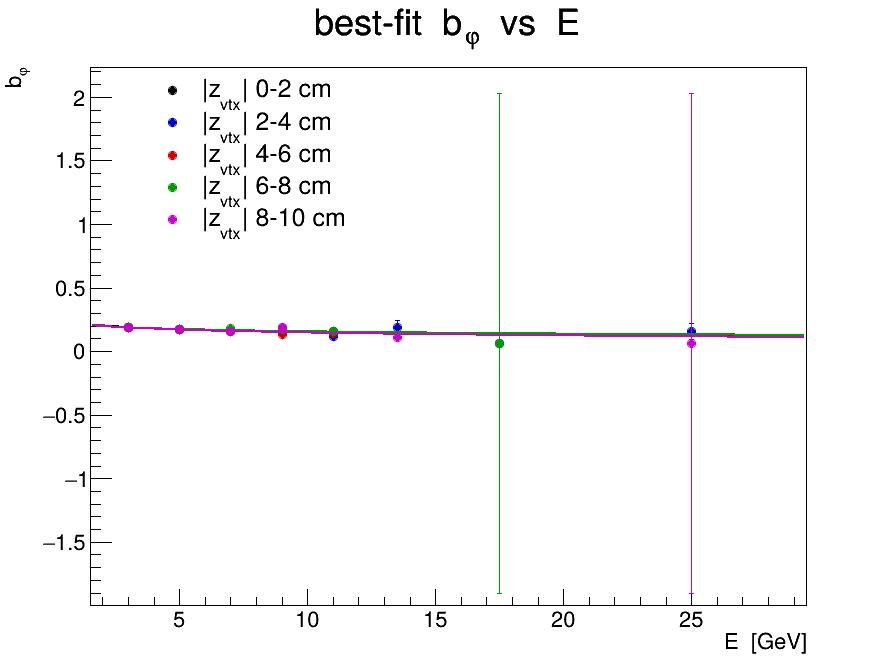 best-fit b_φ vs E
b_φ
|z_vtx| 0-2 cm
|z_vtx| 2-4 cm
|z_vtx| 4-6 cm
|z_vtx| 6-8 cm
|z_vtx| 8-10 cm
2
1.5
1
0.5
0
−0.5
−1
−1.5
5 10 15 20 25
E [GeV]